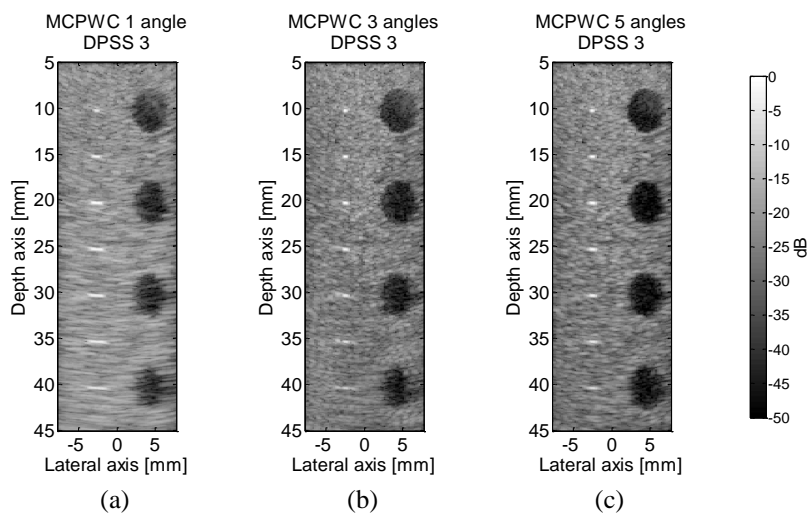 MCPWC 1 angle
DPSS 3
5
10
15
20
25
30
35
40
45
Depth axis [mm]
-5 0 5
Lateral axis [mm]
(a)
MCPWC 3 angles
DPSS 3
5
10
15
20
25
30
35
40
45
Depth axis [mm]
-5 0 5
Lateral axis [mm]
(b)
MCPWC 5 angles
DPSS 3
5
10
15
20
25
30
35
40
45
Depth axis [mm]
-5 0 5
Lateral axis [mm]
(c)
0
-5
-10
-15
-20
-25
-30
-35
-40
-45
-50
dB